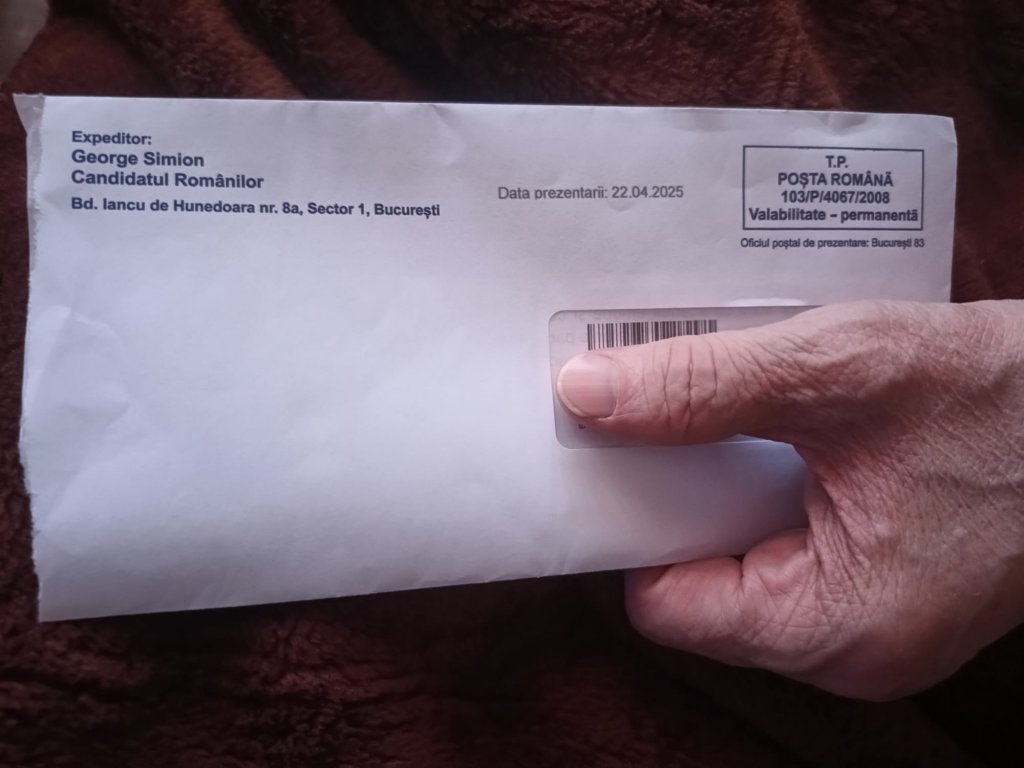 Expeditor:
George Simion
Candidatul Românilor
Bd. Iancu de Hunedoara nr. 8a, Sector 1, București
Data prezentarii: 22.04.2025
T.P.
POȘTA ROMÂNĂ
103/P/4067/2008
Valabilitate – permanentă
Oficiul poștal de prezentare: București 83